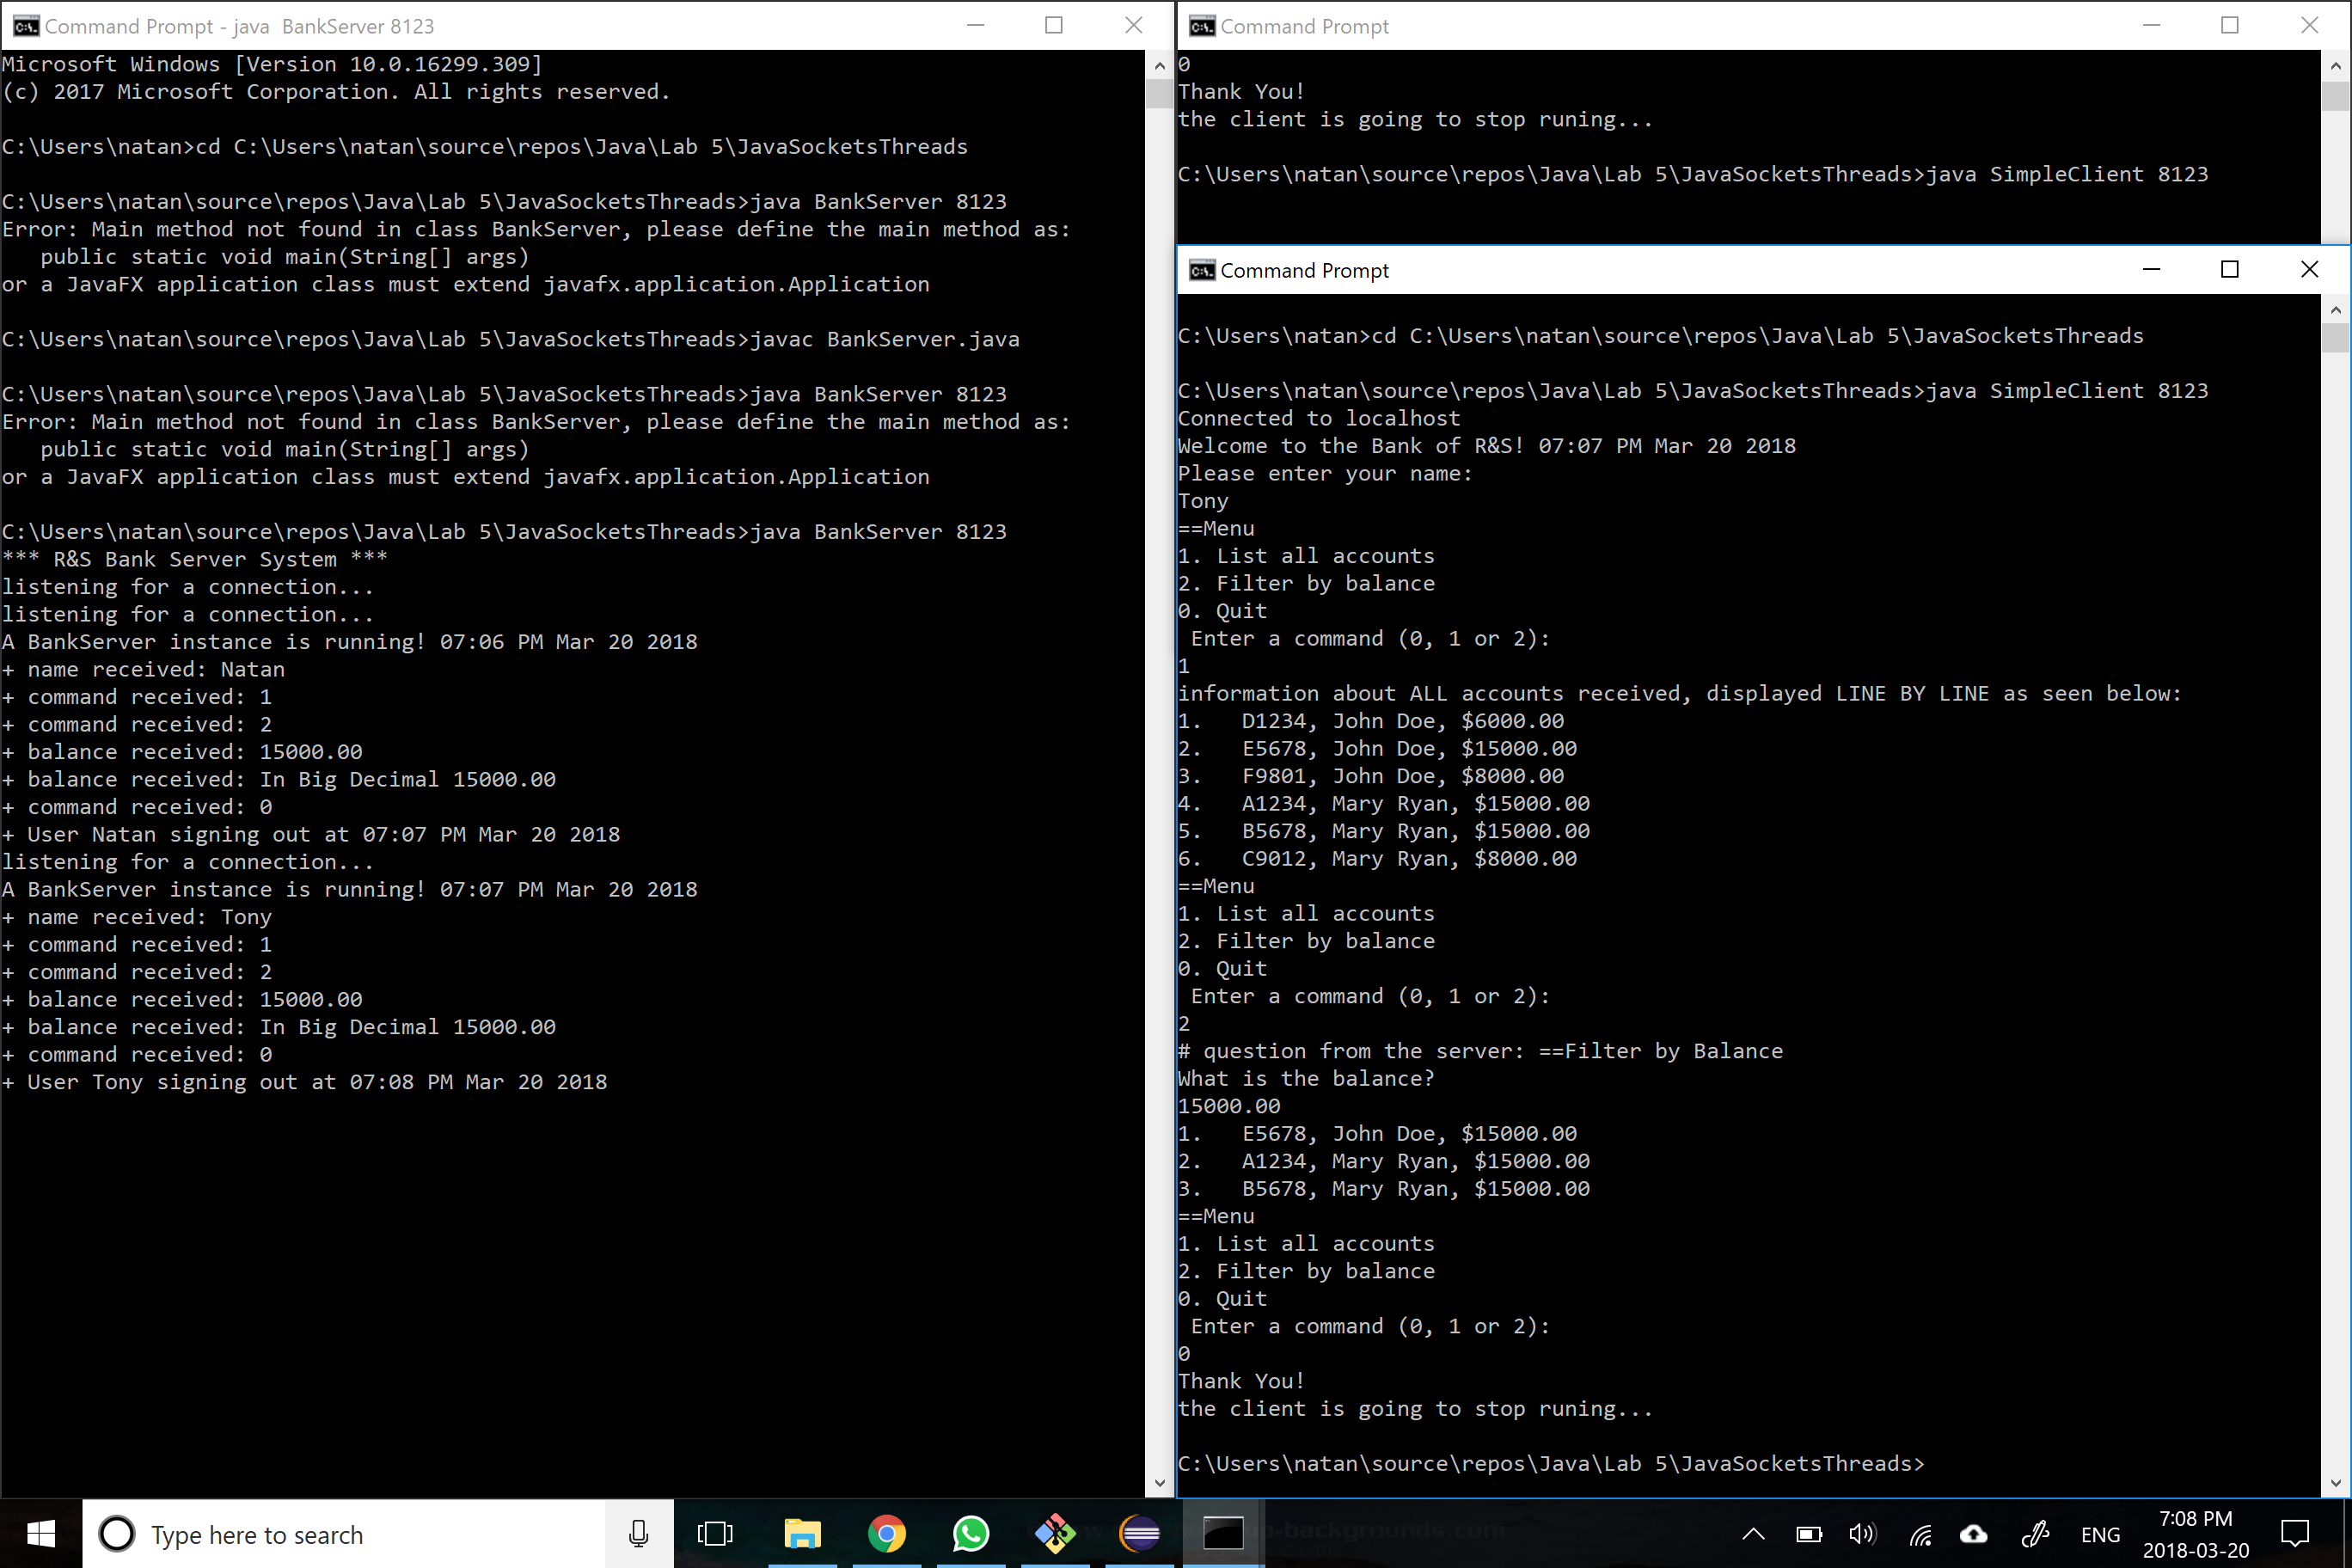 Command Prompt - java  BankServer 8123
Microsoft Windows [Version 10.0.16299.309]
(c) 2017 Microsoft Corporation. All rights reserved.
C:\Users\natan>cd C:\Users\natan\source\repos\Java\Lab 5\JavaSocketsThreads
C:\Users\natan\source\repos\Java\Lab 5\JavaSocketsThreads>java BankServer 8123
Error: Main method not found in class BankServer, please define the main method as:
   public static void main(String[] args)
or a JavaFX application class must extend javafx.application.Application
C:\Users\natan\source\repos\Java\Lab 5\JavaSocketsThreads>javac BankServer.java
C:\Users\natan\source\repos\Java\Lab 5\JavaSocketsThreads>java BankServer 8123
Error: Main method not found in class BankServer, please define the main method as:
   public static void main(String[] args)
or a JavaFX application class must extend javafx.application.Application
C:\Users\natan\source\repos\Java\Lab 5\JavaSocketsThreads>java BankServer 8123
*** R&S Bank Server System ***
listening for a connection...
listening for a connection...
A BankServer instance is running! 07:06 PM Mar 20 2018
+ name received: Natan
+ command received: 1
+ command received: 2
+ balance received: 15000.00
+ balance received: In Big Decimal 15000.00
+ command received: 0
+ User Natan signing out at 07:07 PM Mar 20 2018
listening for a connection...
A BankServer instance is running! 07:07 PM Mar 20 2018
+ name received: Tony
+ command received: 1
+ command received: 2
+ balance received: 15000.00
+ balance received: In Big Decimal 15000.00
+ command received: 0
+ User Tony signing out at 07:08 PM Mar 20 2018
Command Prompt
0
Thank You!
the client is going to stop runing...
C:\Users\natan\source\repos\Java\Lab 5\JavaSocketsThreads>java SimpleClient 8123
Command Prompt
C:\Users\natan>cd C:\Users\natan\source\repos\Java\Lab 5\JavaSocketsThreads
C:\Users\natan\source\repos\Java\Lab 5\JavaSocketsThreads>java SimpleClient 8123
Connected to localhost
Welcome to the Bank of R&S! 07:07 PM Mar 20 2018
Please enter your name:
Tony
==Menu
1. List all accounts
2. Filter by balance
0. Quit
 Enter a command (0, 1 or 2):
1
information about ALL accounts received, displayed LINE BY LINE as seen below:
1.   D1234, John Doe, $6000.00
2.   E5678, John Doe, $15000.00
3.   F9801, John Doe, $8000.00
4.   A1234, Mary Ryan, $15000.00
5.   B5678, Mary Ryan, $15000.00
6.   C9012, Mary Ryan, $8000.00
==Menu
1. List all accounts
2. Filter by balance
0. Quit
 Enter a command (0, 1 or 2):
2
# question from the server: ==Filter by Balance
What is the balance?
15000.00
1.   E5678, John Doe, $15000.00
2.   A1234, Mary Ryan, $15000.00
3.   B5678, Mary Ryan, $15000.00
==Menu
1. List all accounts
2. Filter by balance
0. Quit
 Enter a command (0, 1 or 2):
0
Thank You!
the client is going to stop runing...
C:\Users\natan\source\repos\Java\Lab 5\JavaSocketsThreads>
Type here to search
ENG
7:08 PM
2018-03-20